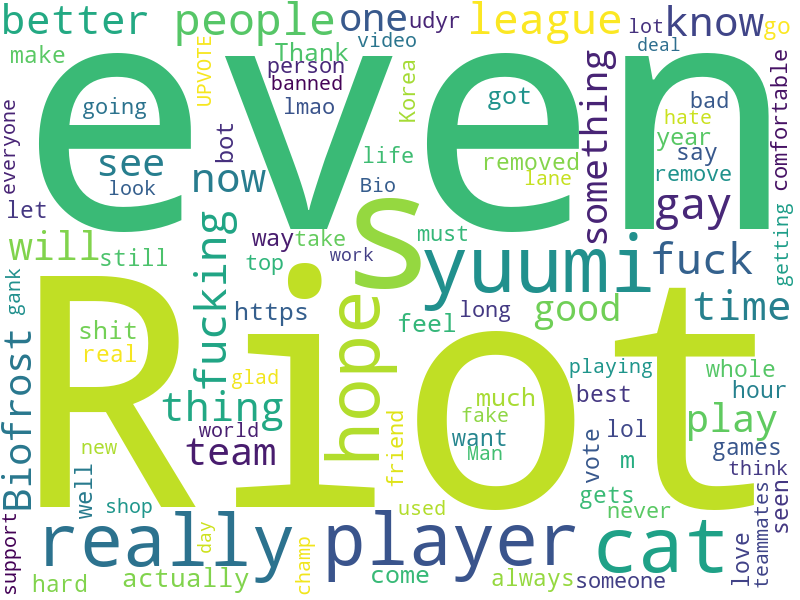 better
people
one
udyr
league
know
go
lot
deal
make
Thank
video
UPVOTE
person
banned
even
lmao
Korea
going
got
bad
hate
year
say
something
comfortable
everyone
bot
see
look
life
removed
lane
remove
now
Bio
gay
let
will
still
way
take
must
s
top
work
yuumi
fuck
getting
gank
fucking
https
long
good
time
shit
real
hope
feel
Riot
Biofrost
glad
playing
whole
thing
much
best
hour
fake
play
world
team
friend
want
Man
vote
lol
games
new
well
m
think
gets
seen
shop
used
never
teammates
support
really
player
cat
love
day
hard
actually
champ
come
always
someone